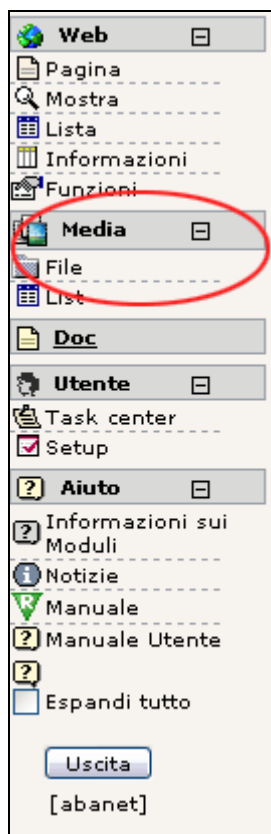 Web
Pagina
Mostra
Lista
Informazioni
Funzioni
Media
File
List
Doc
Utente
Task center
Setup
Aiuto
Informazioni sui
Moduli
Notizie
Manuale
Manuale Utente
Espandi tutto
Uscita
[abanet]